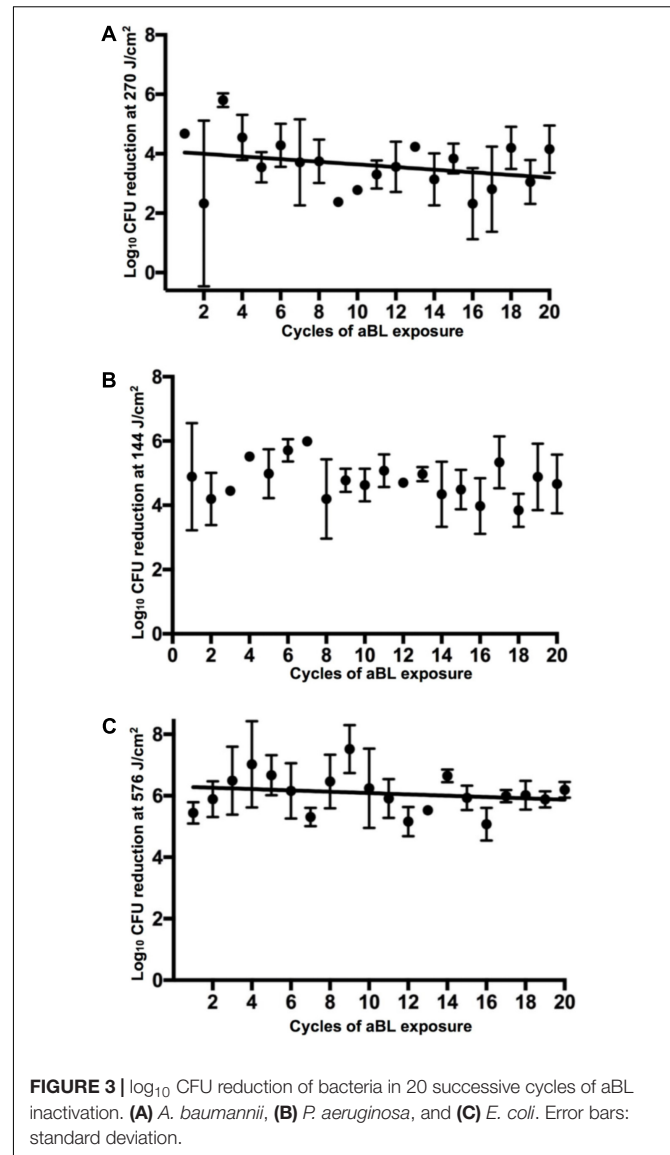 A
Log₁₀ CFU reduction at 270 J/cm²
8
6
4
2
0
2 4 6 8 10 12 14 16 18 20
Cycles of aBL exposure
B
Log₁₀ CFU reduction at 144 J/cm²
8
6
4
2
0
0 2 4 6 8 10 12 14 16 18 20
Cycles of aBL exposure
C
Log₁₀ CFU reduction at 576 J/cm²
8
6
4
2
0
2 4 6 8 10 12 14 16 18 20
Cycles of aBL exposure
FIGURE 3 | log₁₀ CFU reduction of bacteria in 20 successive cycles of aBL
inactivation. (A) A. baumannii, (B) P. aeruginosa, and (C) E. coli. Error bars:
standard deviation.